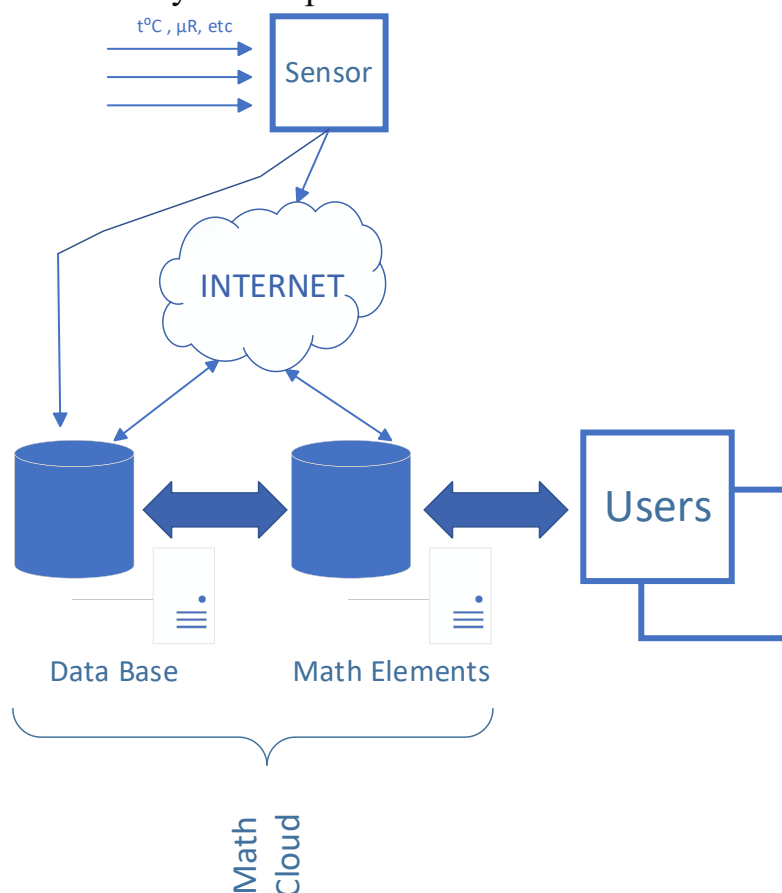 t°C , µR, etc
Sensor
INTERNET
Users
Data Base
Math Elements
Math
Cloud